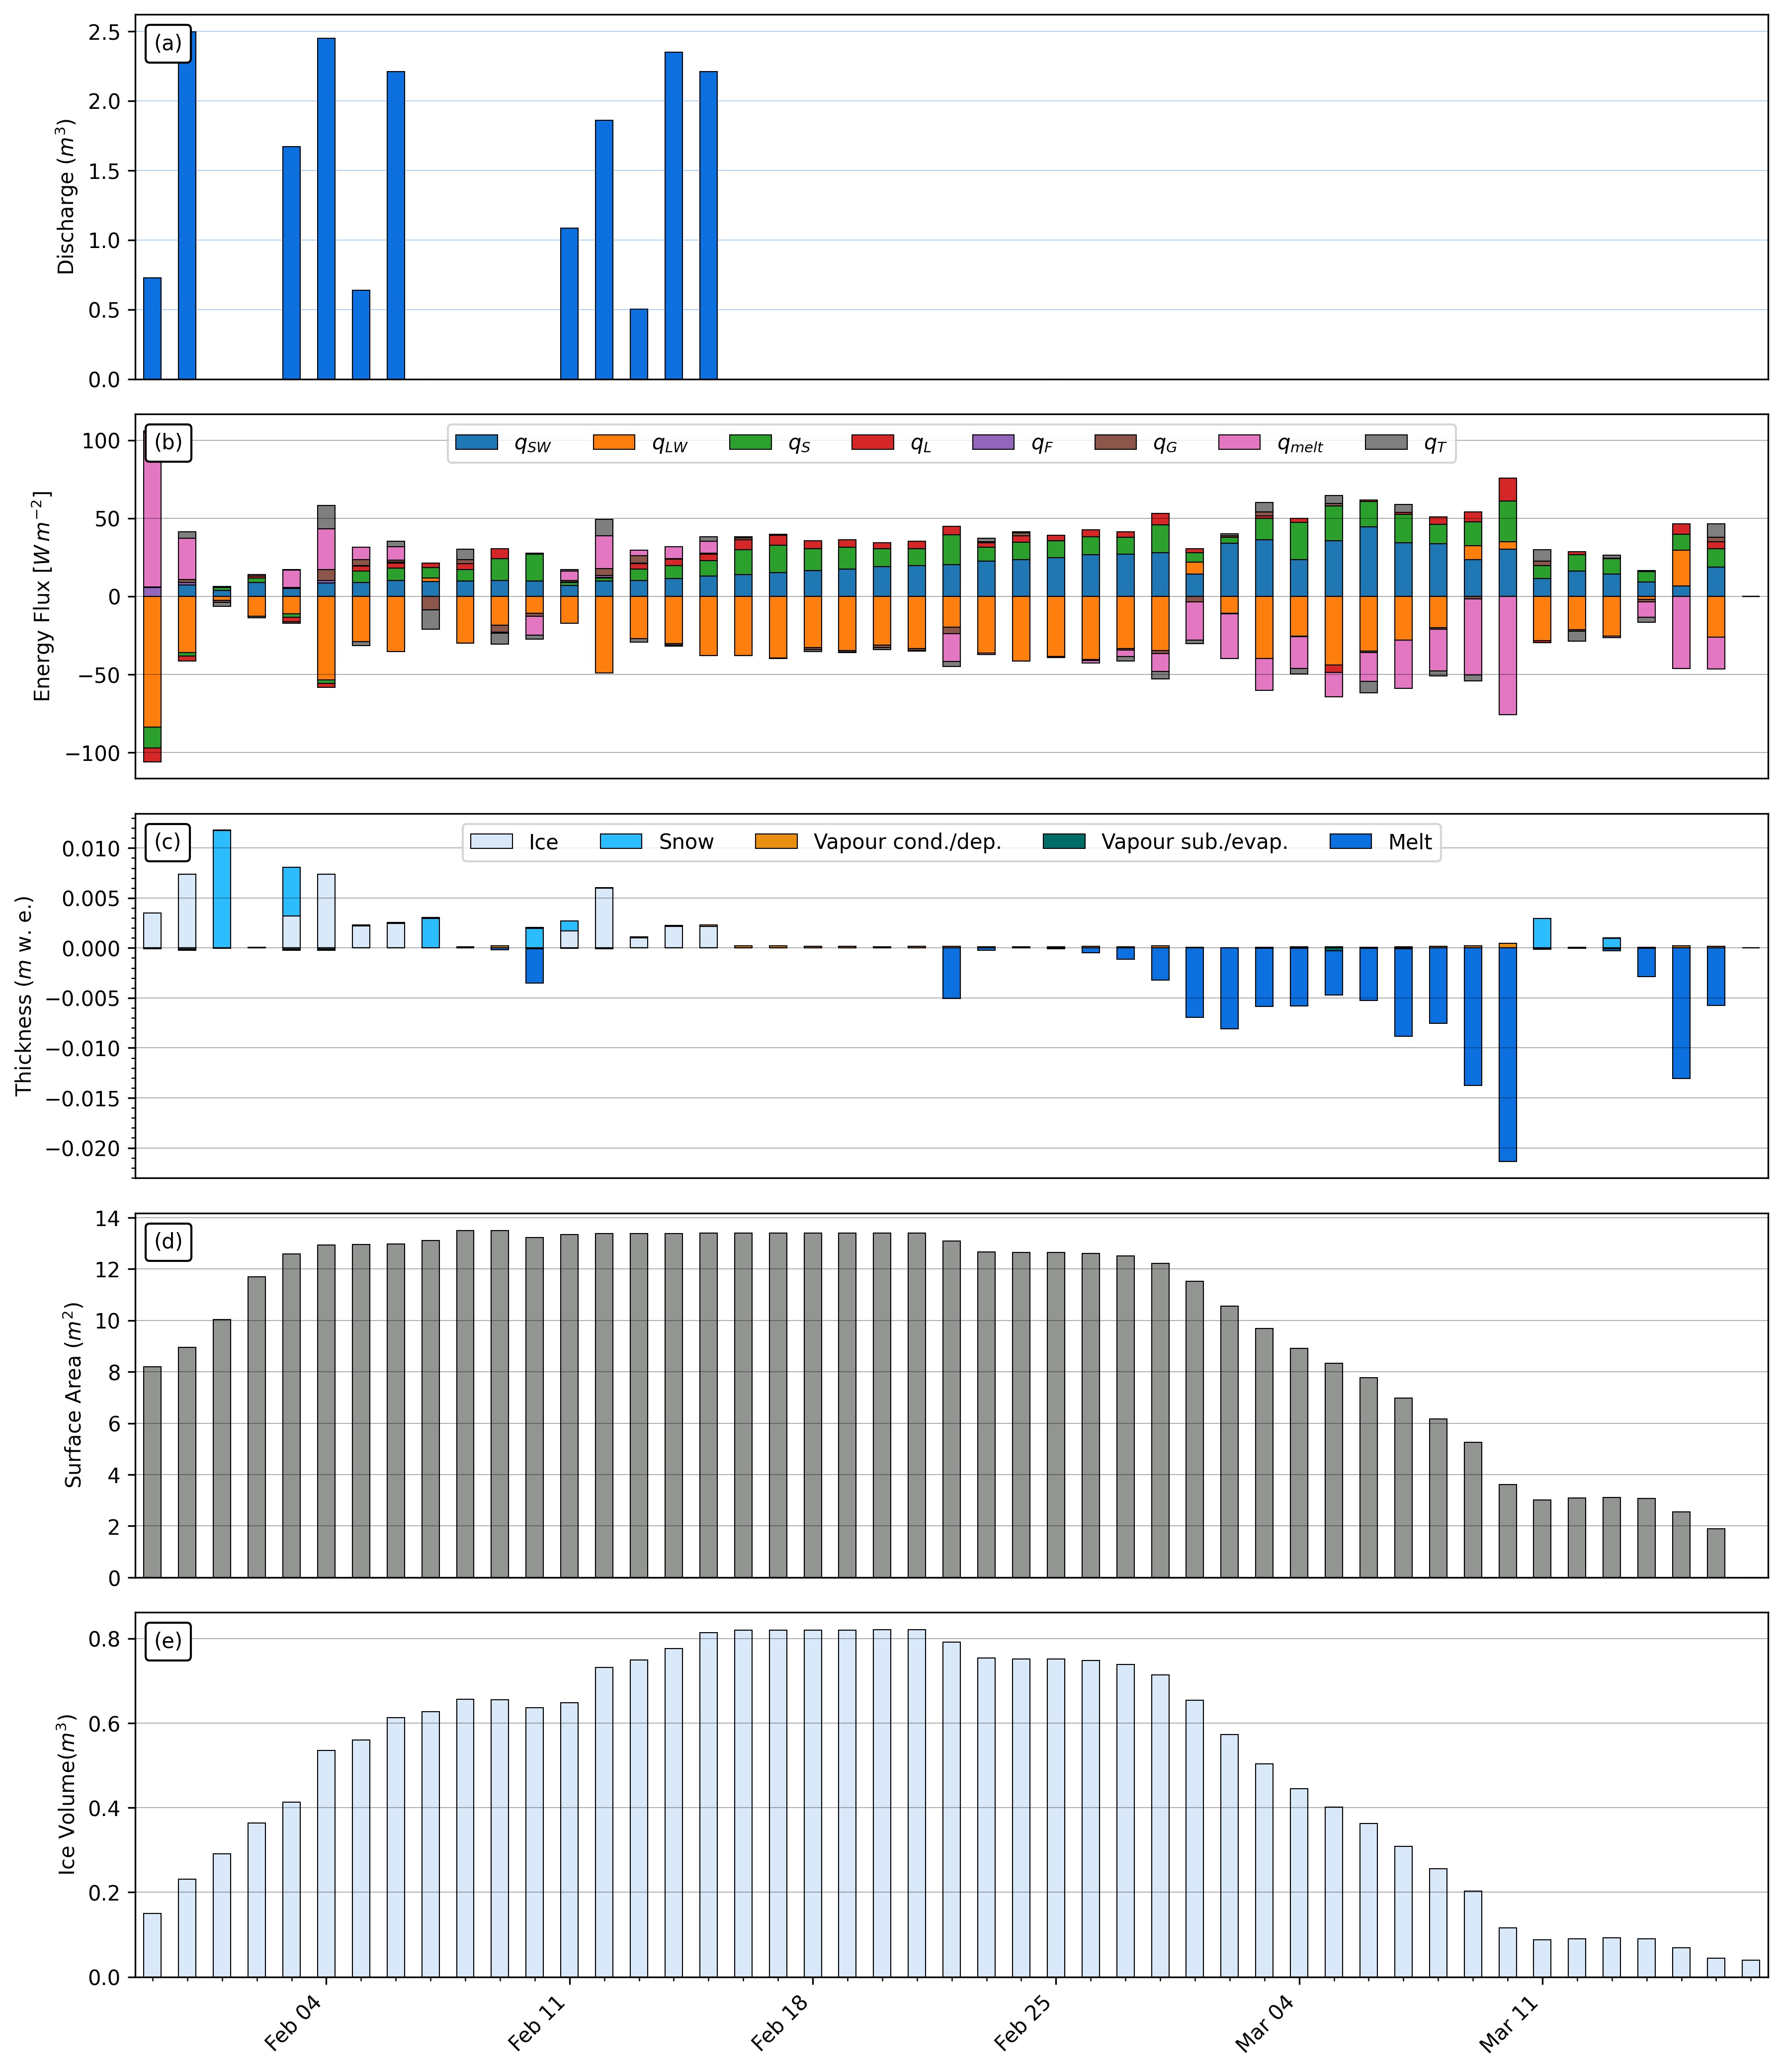 (a)
2.5
2.0
1.5
1.0
0.5
0.0
Discharge (m³)
(b)
q_SW q_LW q_S q_L q_F q_G q_melt q_T
100
50
0
−50
−100
Energy Flux [W m⁻²]
(c)
Ice Snow Vapour cond./dep. Vapour sub./evap. Melt
0.010
0.005
0.000
−0.005
−0.010
−0.015
−0.020
Thickness (m w. e.)
(d)
14
12
10
8
6
4
2
0
Surface Area (m²)
(e)
0.8
0.6
0.4
0.2
0.0
Ice Volume(m³)
Feb 04 Feb 11 Feb 18 Feb 25 Mar 04 Mar 11